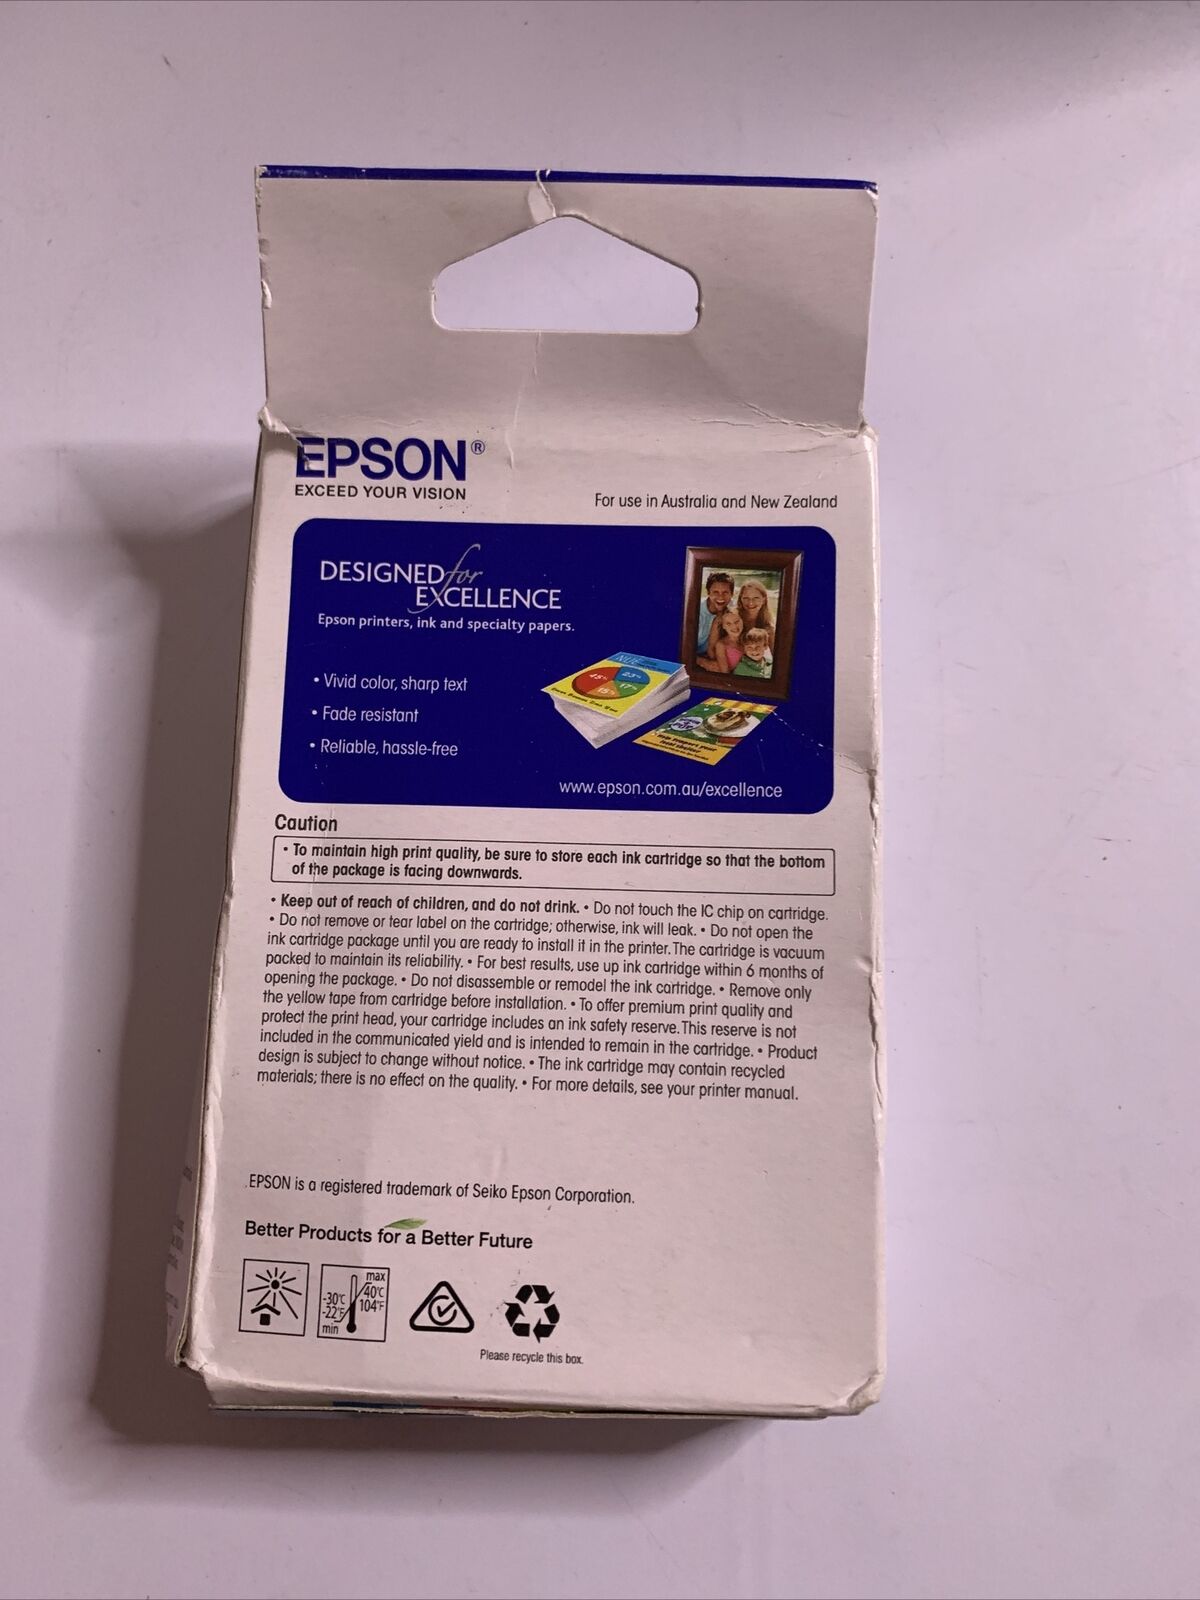 EPSON®
EXCEED YOUR VISION
For use in Australia and New Zealand
DESIGNED for
EXCELLENCE
Epson printers, ink and specialty papers.
• Vivid color, sharp text
• Fade resistant
• Reliable, hassle-free
45%
23%
17%
15%
www.epson.com.au/excellence
Caution
• To maintain high print quality, be sure to store each ink cartridge so that the bottom
of the package is facing downwards.
• Keep out of reach of children, and do not drink. • Do not touch the IC chip on cartridge.
• Do not remove or tear label on the cartridge; otherwise, ink will leak. • Do not open the
ink cartridge package until you are ready to install it in the printer. The cartridge is vacuum
packed to maintain its reliability. • For best results, use up ink cartridge within 6 months of
opening the package. • Do not disassemble or remodel the ink cartridge. • Remove only
the yellow tape from cartridge before installation. • To offer premium print quality and
protect the print head, your cartridge includes an ink safety reserve. This reserve is not
included in the communicated yield and is intended to remain in the cartridge. • Product
design is subject to change without notice. • The ink cartridge may contain recycled
materials; there is no effect on the quality. • For more details, see your printer manual.
EPSON is a registered trademark of Seiko Epson Corporation.
Better Products for a Better Future
max
40°C
104°F
-30°C
-22°F
min
Please recycle this box.